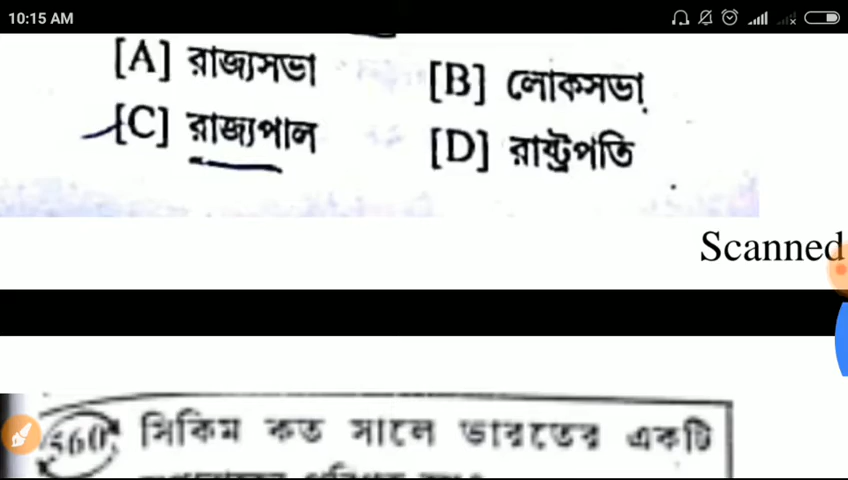 10:15 AM
[A] রাজ্যসভা [B] লোকসভা
[C] রাজ্যপাল [D] রাষ্ট্রপতি
Scanned
560. সিকিম কত সালে ভারতের একটি